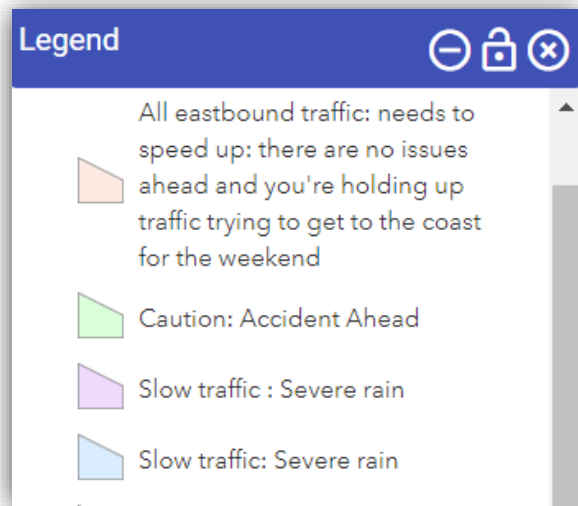 Legend
All eastbound traffic: needs to
speed up: there are no issues
ahead and you're holding up
traffic trying to get to the coast
for the weekend
Caution: Accident Ahead
Slow traffic : Severe rain
Slow traffic: Severe rain